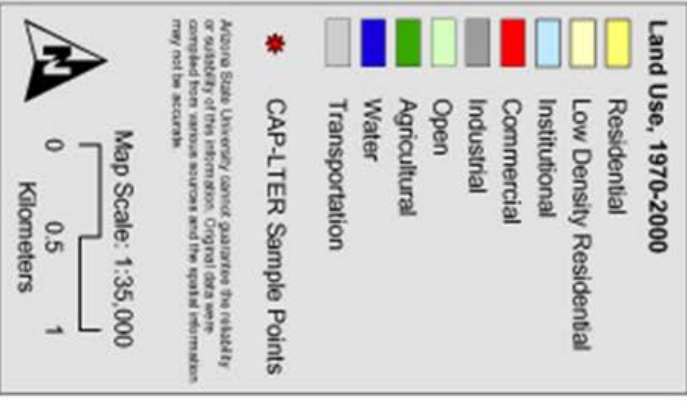 Land Use, 1970-2000
Residential
Low Density Residential
Institutional
Commercial
Industrial
Open
Agricultural
Water
Transportation
CAP-LTER Sample Points
Arizona State University cannot guarantee the reliability
or suitability of this information. Original data were
compiled from various sources and the spatial information
may not be accurate.
N
Map Scale: 1:35,000
0 0.5 1
Kilometers